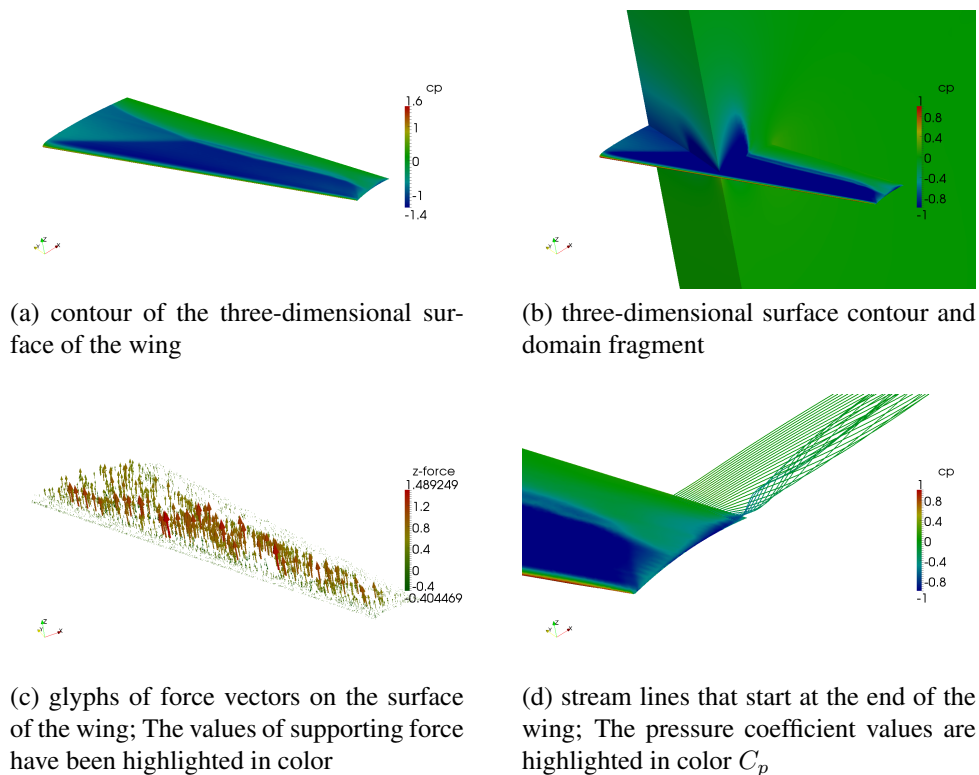 cp
1.6
1
0
-1
-1.4
Y Z X
(a) contour of the three-dimensional sur-
face of the wing
cp
1
0.8
0.4
0
-0.4
-0.8
-1
Y Z X
(b) three-dimensional surface contour and
domain fragment
z-force
1.489249
1.2
0.8
0.4
0
-0.4
-0.404469
Y Z X
(c) glyphs of force vectors on the surface
of the wing; The values of supporting force
have been highlighted in color
cp
1
0.8
0.4
0
-0.4
-0.8
-1
Y Z X
(d) stream lines that start at the end of the
wing; The pressure coefficient values are
highlighted in color Cp